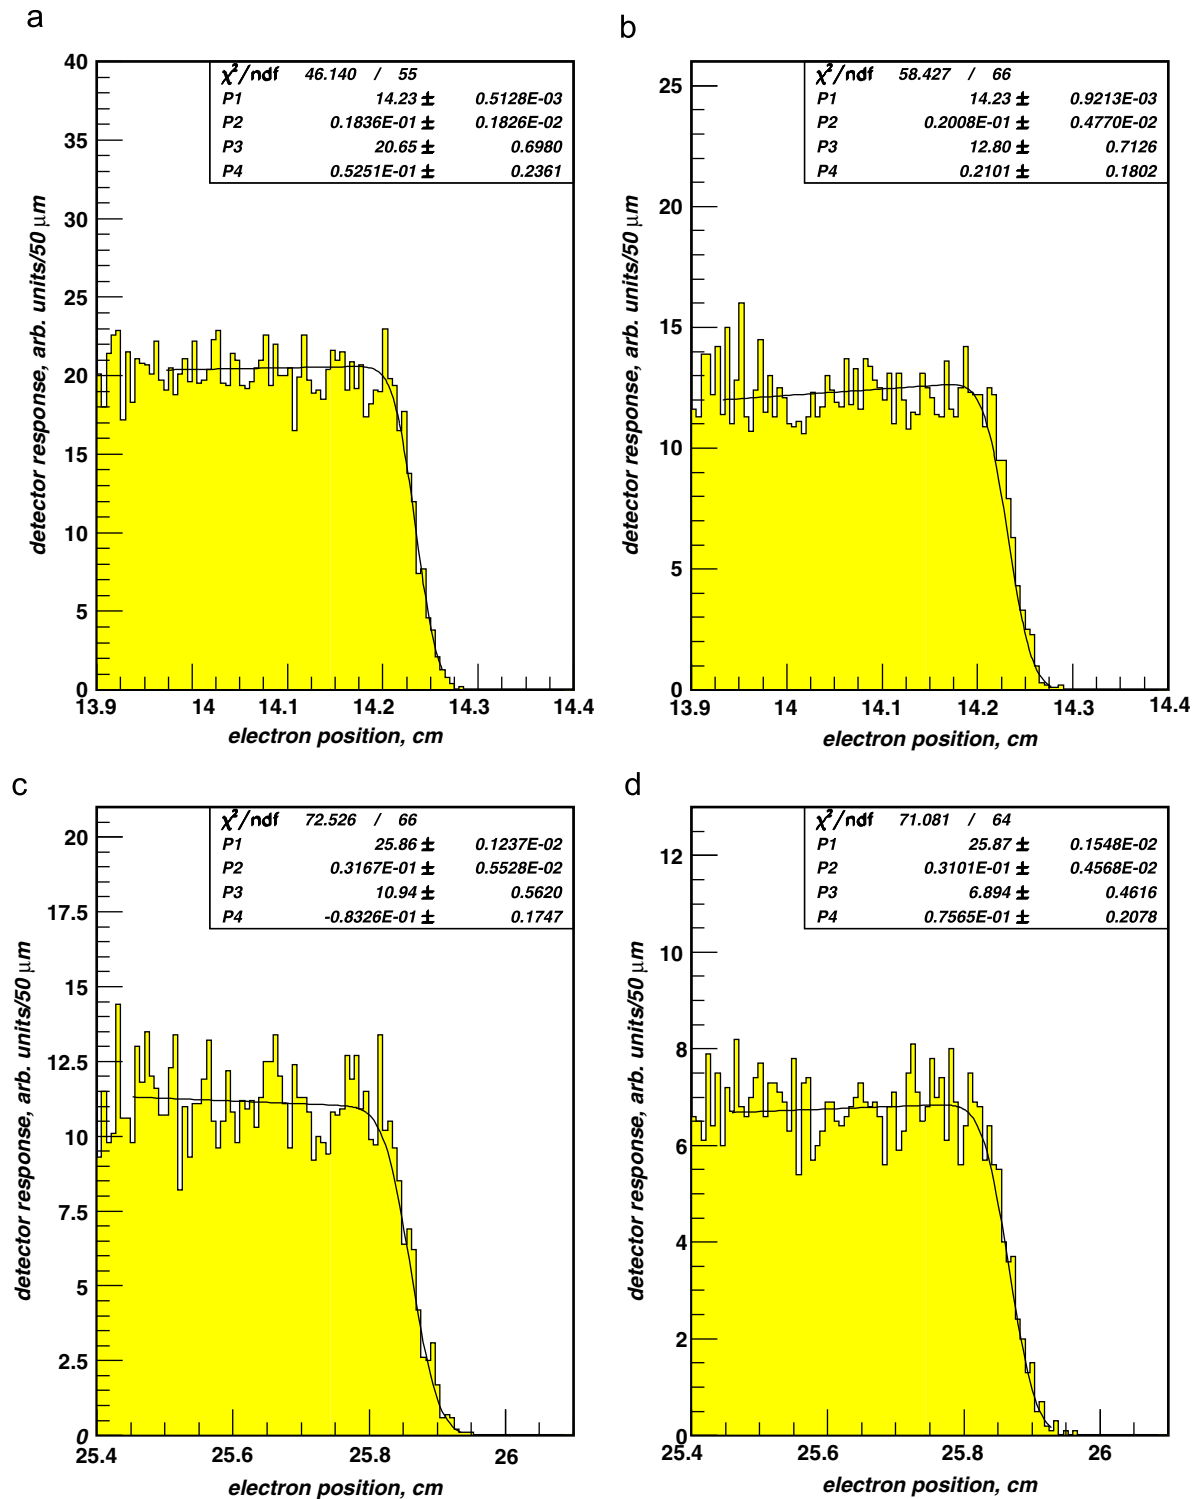 a
χ²/ndf 46.140 / 55
P1 14.23 ± 0.5128E-03
P2 0.1836E-01 ± 0.1826E-02
P3 20.65 ± 0.6980
P4 0.5251E-01 ± 0.2361
detector response, arb. units/50 μm
40
35
30
25
20
15
10
5
0
13.9 14 14.1 14.2 14.3 14.4
electron position, cm
b
χ²/ndf 58.427 / 66
P1 14.23 ± 0.9213E-03
P2 0.2008E-01 ± 0.4770E-02
P3 12.80 ± 0.7126
P4 0.2101 ± 0.1802
detector response, arb. units/50 μm
25
20
15
10
5
0
13.9 14 14.1 14.2 14.3 14.4
electron position, cm
c
χ²/ndf 72.526 / 66
P1 25.86 ± 0.1237E-02
P2 0.3167E-01 ± 0.5528E-02
P3 10.94 ± 0.5620
P4 -0.8326E-01 ± 0.1747
detector response, arb. units/50 μm
20
17.5
15
12.5
10
7.5
5
2.5
0
25.4 25.6 25.8 26
electron position, cm
d
χ²/ndf 71.081 / 64
P1 25.87 ± 0.1548E-02
P2 0.3101E-01 ± 0.4568E-02
P3 6.894 ± 0.4616
P4 0.7565E-01 ± 0.2078
detector response, arb. units/50 μm
12
10
8
6
4
2
0
25.4 25.6 25.8 26
electron position, cm